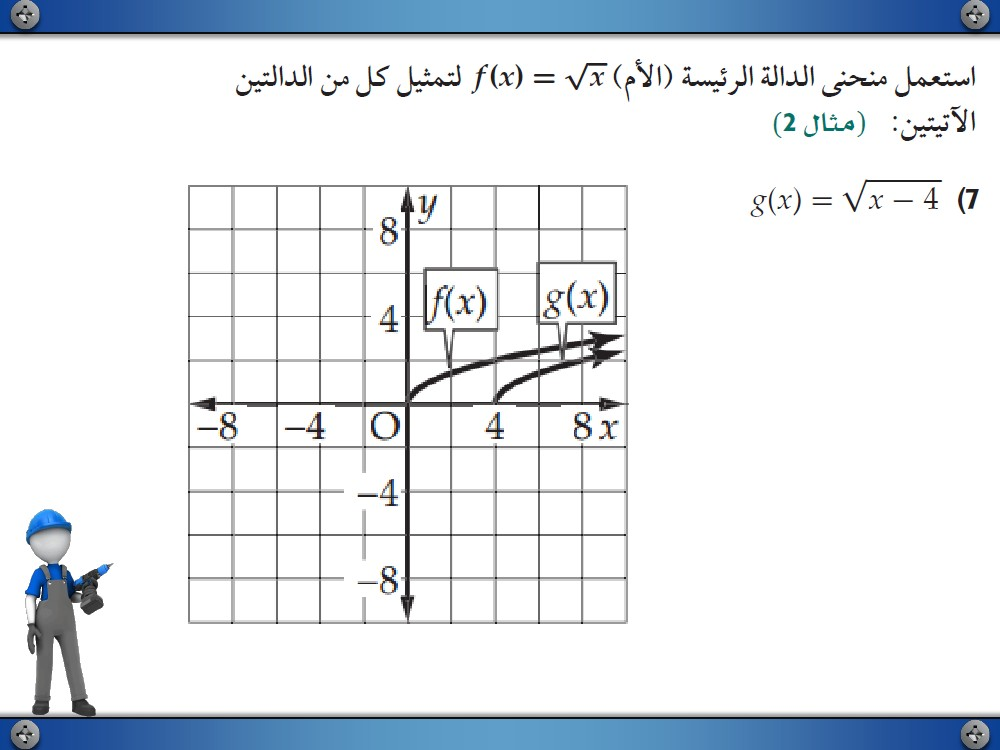 استعمل منحنى الدالة الرئيسة (الأم) f(x) = √x لتمثيل كل من الدالتين
الآتيتين: (مثال 2)
7) g(x) = √x − 4
y
8
f(x)
g(x)
4
−8 −4 O 4 8 x
−4
−8